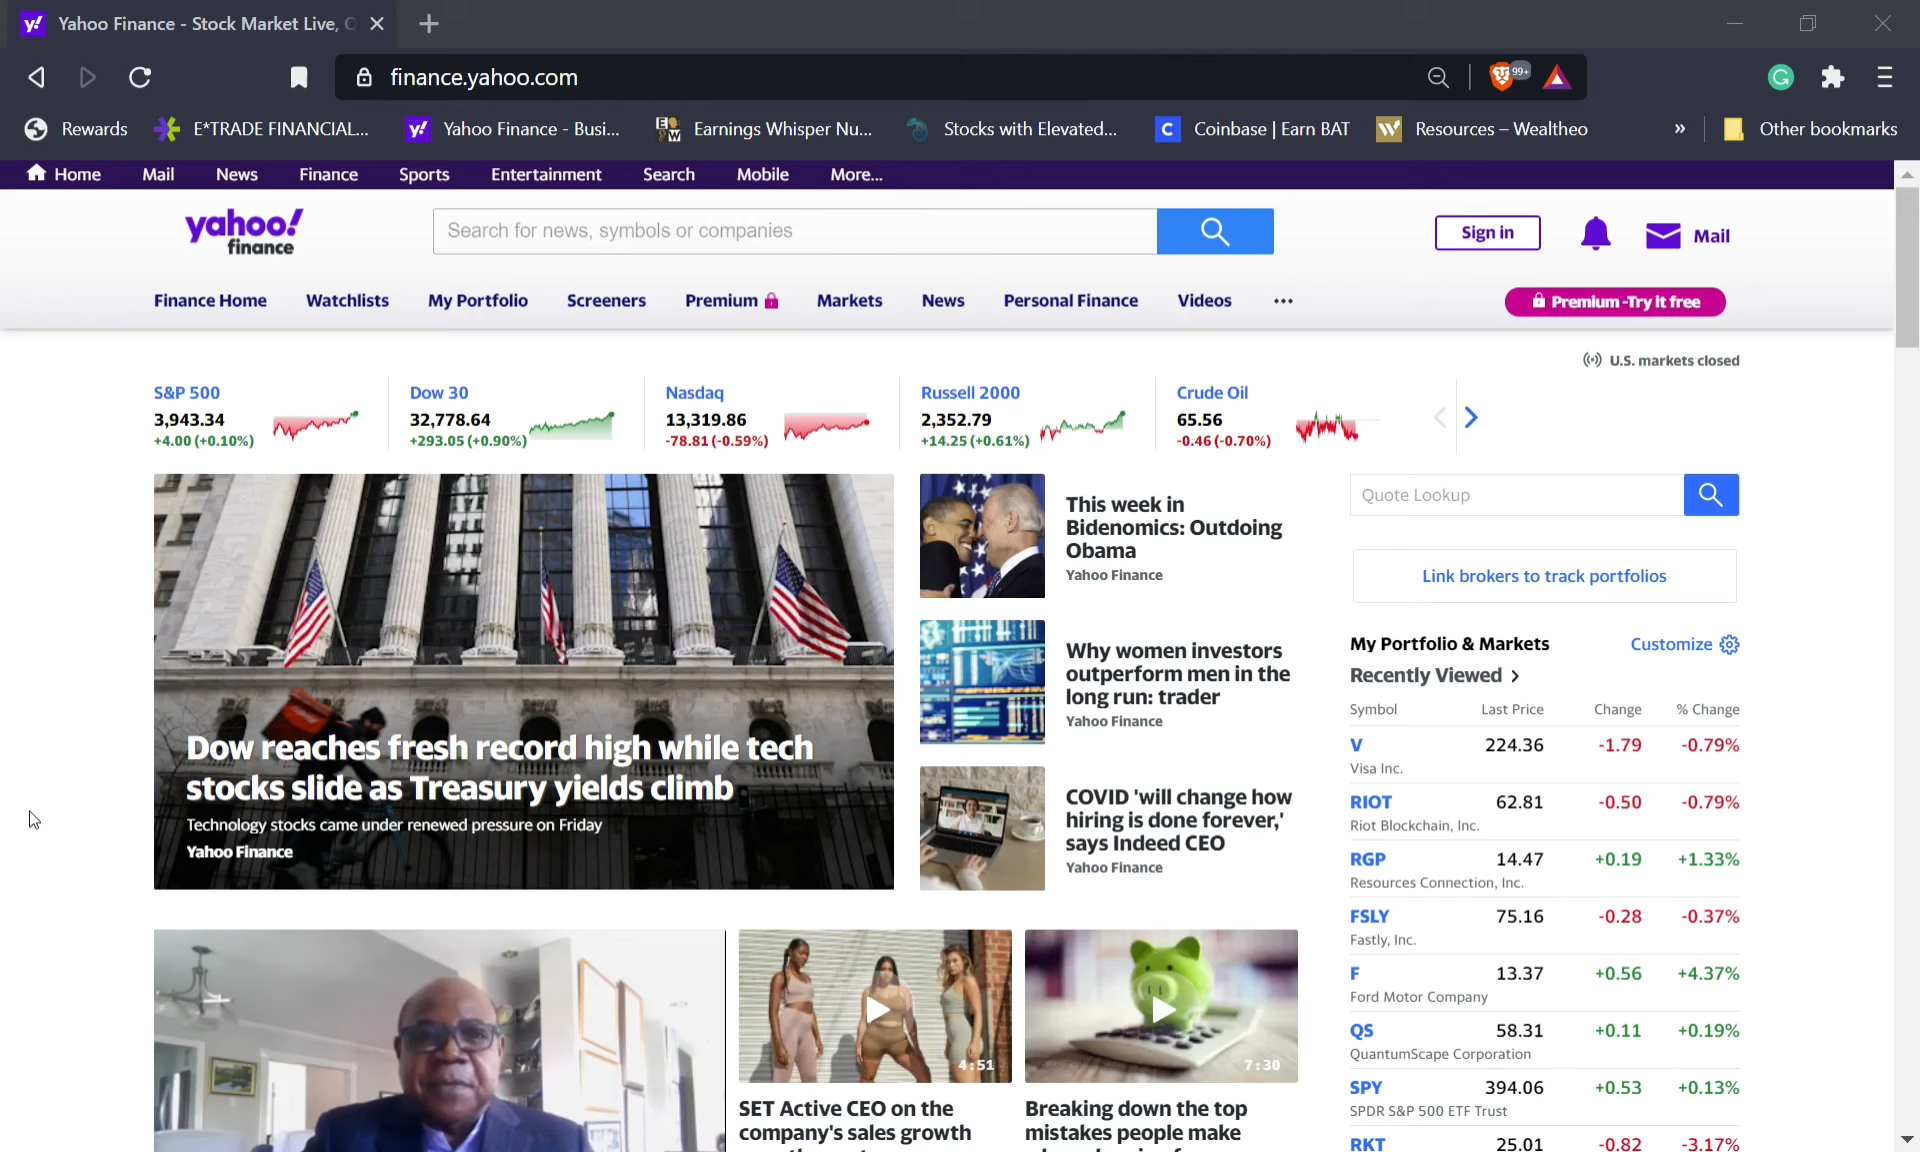 Yahoo Finance - Stock Market Live,
finance.yahoo.com
99+
Rewards
E*TRADE FINANCIAL...
Yahoo Finance - Busi...
Earnings Whisper Nu...
Stocks with Elevated...
Coinbase | Earn BAT
Resources – Wealtheo
»
Other bookmarks
Home
Mail
News
Finance
Sports
Entertainment
Search
Mobile
More...
yahoo!
finance
Search for news, symbols or companies
Sign in
Mail
Finance Home
Watchlists
My Portfolio
Screeners
Premium
Markets
News
Personal Finance
Videos
Premium -Try it free
U.S. markets closed
S&P 500
3,943.34
+4.00 (+0.10%)
Dow 30
32,778.64
+293.05 (+0.90%)
Nasdaq
13,319.86
-78.81 (-0.59%)
Russell 2000
2,352.79
+14.25 (+0.61%)
Crude Oil
65.56
-0.46 (-0.70%)
Dow reaches fresh record high while tech
stocks slide as Treasury yields climb
Technology stocks came under renewed pressure on Friday
Yahoo Finance
This week in
Bidenomics: Outdoing
Obama
Yahoo Finance
Why women investors
outperform men in the
long run: trader
Yahoo Finance
COVID 'will change how
hiring is done forever,'
says Indeed CEO
Yahoo Finance
4:51
SET Active CEO on the
company's sales growth
7:30
Breaking down the top
mistakes people make
Quote Lookup
Link brokers to track portfolios
My Portfolio & Markets
Customize
Recently Viewed
Symbol Last Price Change % Change
V 224.36 -1.79 -0.79%
Visa Inc.
RIOT 62.81 -0.50 -0.79%
Riot Blockchain, Inc.
RGP 14.47 +0.19 +1.33%
Resources Connection, Inc.
FSLY 75.16 -0.28 -0.37%
Fastly, Inc.
F 13.37 +0.56 +4.37%
Ford Motor Company
QS 58.31 +0.11 +0.19%
QuantumScape Corporation
SPY 394.06 +0.53 +0.13%
SPDR S&P 500 ETF Trust
RKT 25.01 -0.82 -3.17%